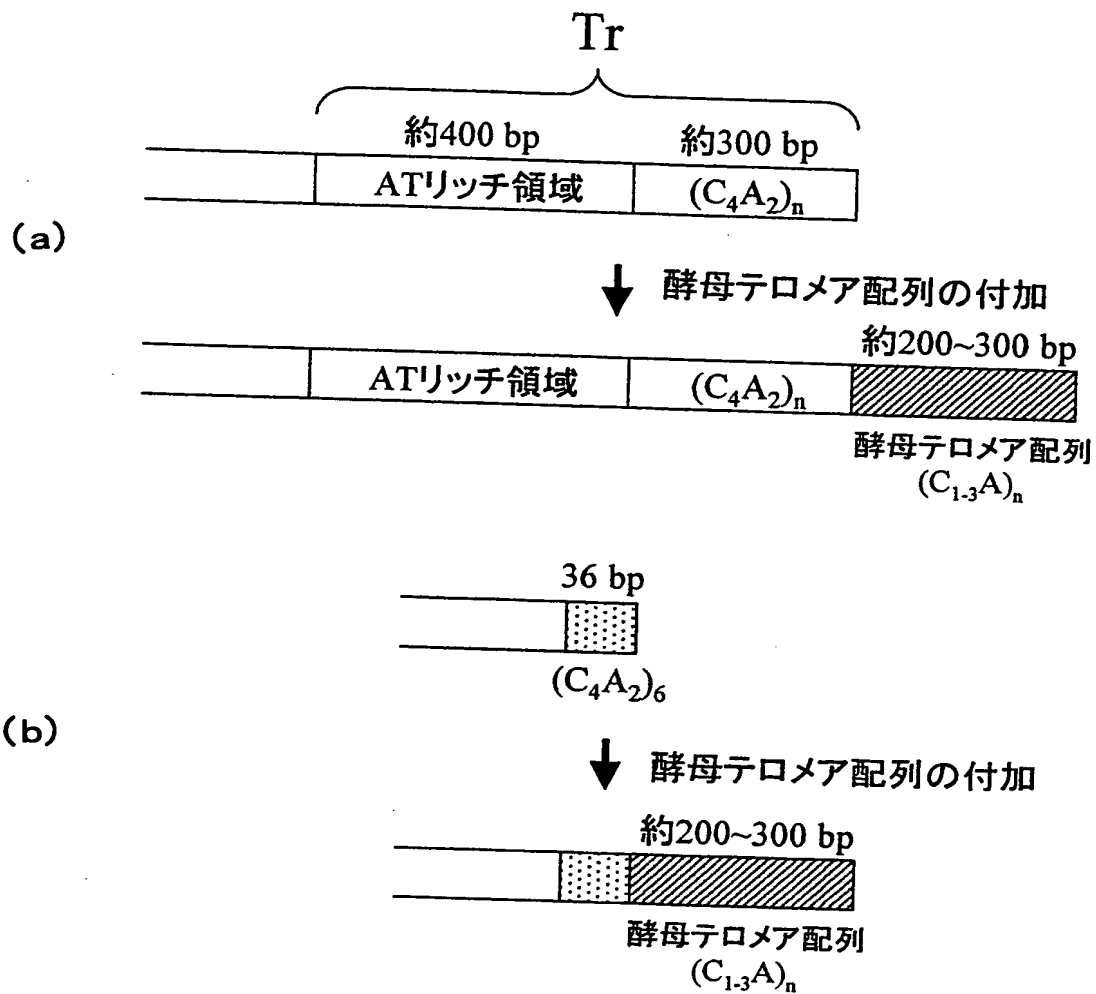 Tr
約400 bp 約300 bp
ATリッチ領域 (C₄A₂)ₙ
(a)
酵母テロメア配列の付加
約200~300 bp
ATリッチ領域 (C₄A₂)ₙ
酵母テロメア配列
(C₁₋₃A)ₙ
36 bp
(C₄A₂)₆
(b)
酵母テロメア配列の付加
約200~300 bp
酵母テロメア配列
(C₁₋₃A)ₙ